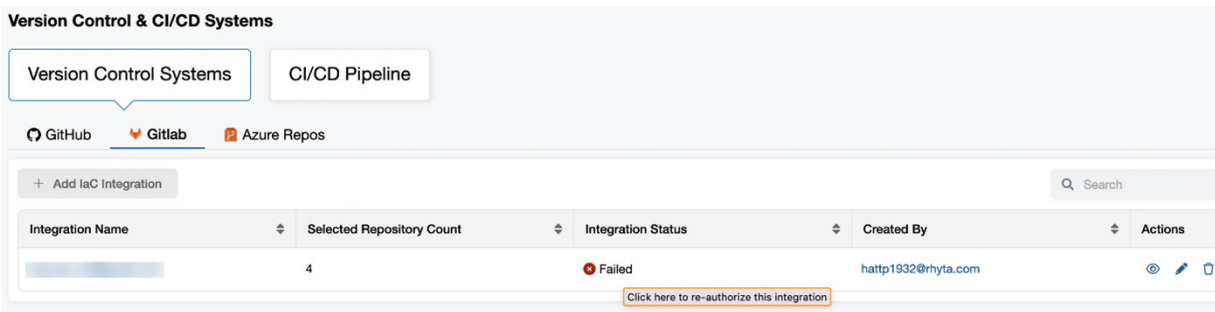 Version Control & CI/CD Systems
Version Control Systems
CI/CD Pipeline
GitHub
Gitlab
Azure Repos
+ Add IaC Integration
Search
Integration Name
Selected Repository Count
Integration Status
Created By
Actions
4
Failed
hattp1932@rhyta.com
Click here to re-authorize this integration